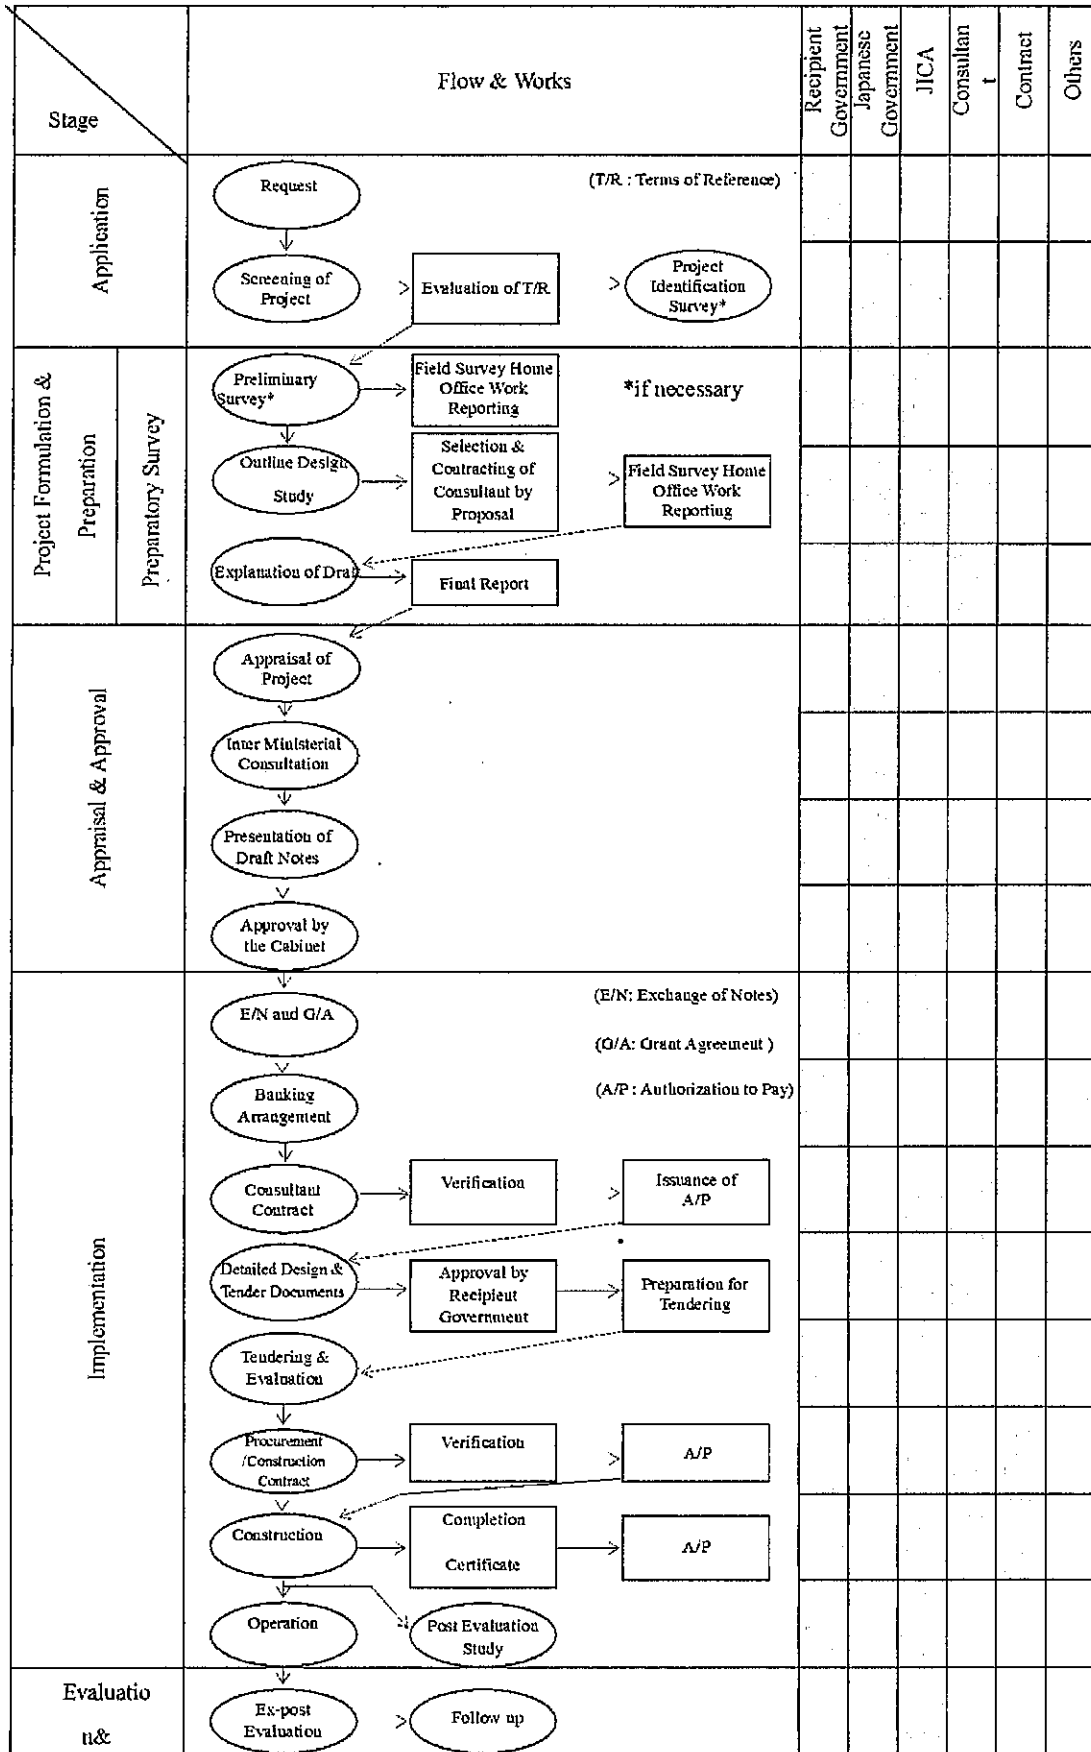 Stage
Flow & Works
Recipient
Government
Japanese
Government
JICA
Consultan
t
Contract
Others
Application
Request
(T/R : Terms of Reference)
Screening of
Project
Evaluation of T/R
Project
Identification
Survey*
Project Formulation &
Preparation
Preparatory Survey
Preliminary
Survey*
Field Survey Home
Office Work
Reporting
*if necessary
Outline Design
Study
Selection &
Contracting of
Consultant by
Proposal
Field Survey Home
Office Work
Reporting
Explanation of Draft
Final Report
Appraisal & Approval
Appraisal of
Project
Inter Ministerial
Consultation
Presentation of
Draft Notes
Approval by
the Cabinet
Implementation
E/N and G/A
(E/N: Exchange of Notes)
(G/A: Grant Agreement )
(A/P : Authorization to Pay)
Banking
Arrangement
Consultant
Contract
Verification
Issuance of
A/P
Detailed Design &
Tender Documents
Approval by
Recipient
Government
Preparation for
Tendering
Tendering &
Evaluation
Procurement
/Construction
Contract
Verification
A/P
Construction
Completion
Certificate
A/P
Operation
Post Evaluation
Study
Evaluatio
n&
Ex-post
Evaluation
Follow up